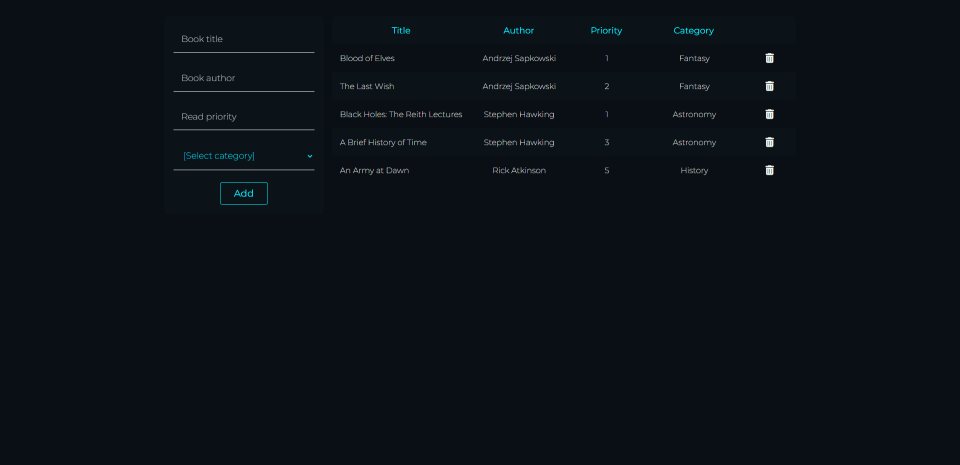 Book title
Book author
Read priority
[Select category]
Add
Title Author Priority Category
Blood of Elves Andrzej Sapkowski 1 Fantasy
The Last Wish Andrzej Sapkowski 2 Fantasy
Black Holes: The Reith Lectures Stephen Hawking 1 Astronomy
A Brief History of Time Stephen Hawking 3 Astronomy
An Army at Dawn Rick Atkinson 5 History